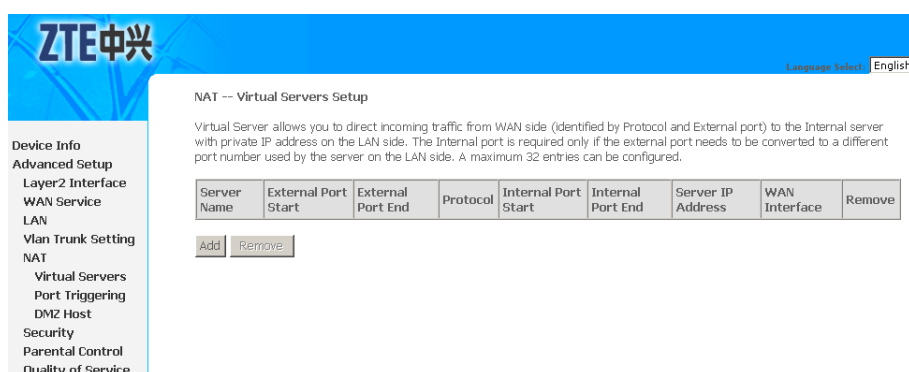 ZTE中兴
Language Select: English
NAT -- Virtual Servers Setup
Virtual Server allows you to direct incoming traffic from WAN side (identified by Protocol and External port) to the Internal server
with private IP address on the LAN side. The Internal port is required only if the external port needs to be converted to a different
port number used by the server on the LAN side. A maximum 32 entries can be configured.
Server Name External Port Start External Port End Protocol Internal Port Start Internal Port End Server IP Address WAN Interface Remove
Add Remove
Device Info
Advanced Setup
Layer2 Interface
WAN Service
LAN
Vlan Trunk Setting
NAT
Virtual Servers
Port Triggering
DMZ Host
Security
Parental Control
Quality of Service